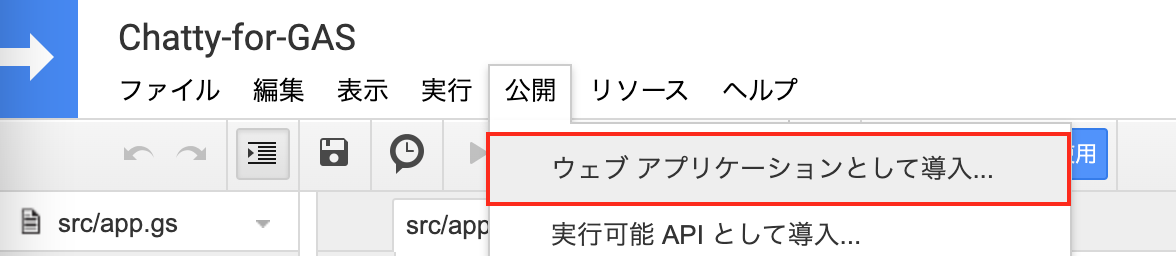 Chatty-for-GAS
ファイル 編集 表示 実行 公開 リソース ヘルプ
ウェブ アプリケーションとして導入...
使用
src/app.gs
src/app
実行可能 API として導入...